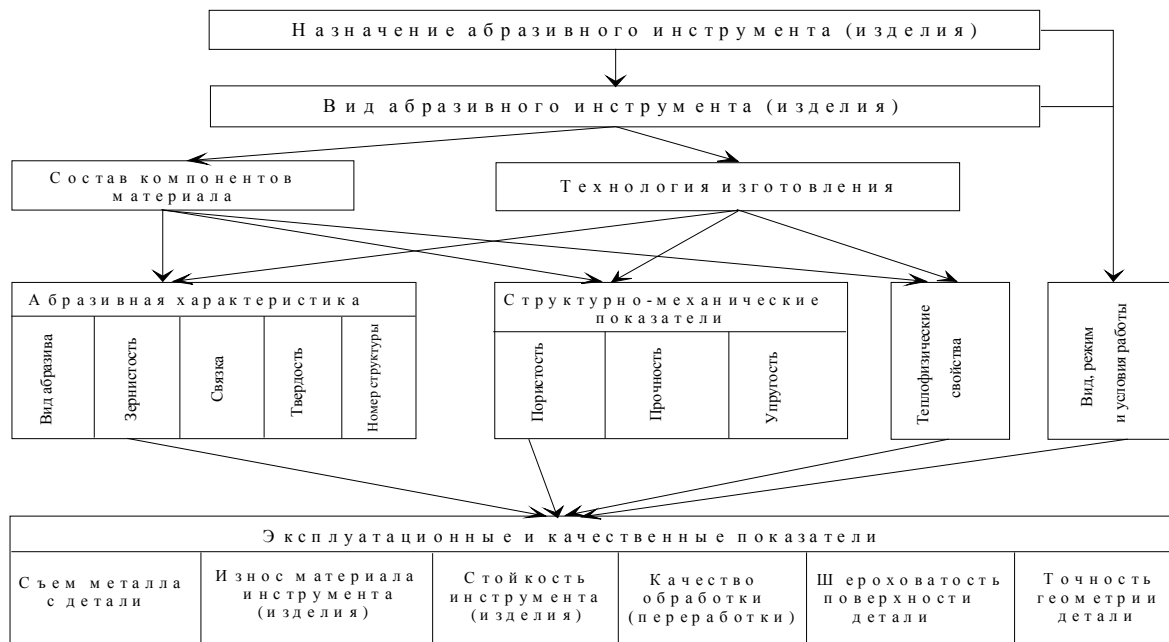 Назначение абразивного инструмента (изделия)
Вид абразивного инструмента (изделия)
Состав компонентов
материала
Технология изготовления
Абразивная характеристика
Вид абразива
Зернистость
Связка
Твердость
Номер структуры
Структурно-механические
показатели
Пористость
Прочность
Упругость
Теплофизические
свойства
Вид, режим
и условия работы
Эксплуатационные и качественные показатели
Съем металла
с детали
Износ материала
инструмента
(изделия)
Стойкость
инструмента
(изделия)
Качество
обработки
(переработки)
Шероховатость
поверхности
детали
Точность
геометрии
детали